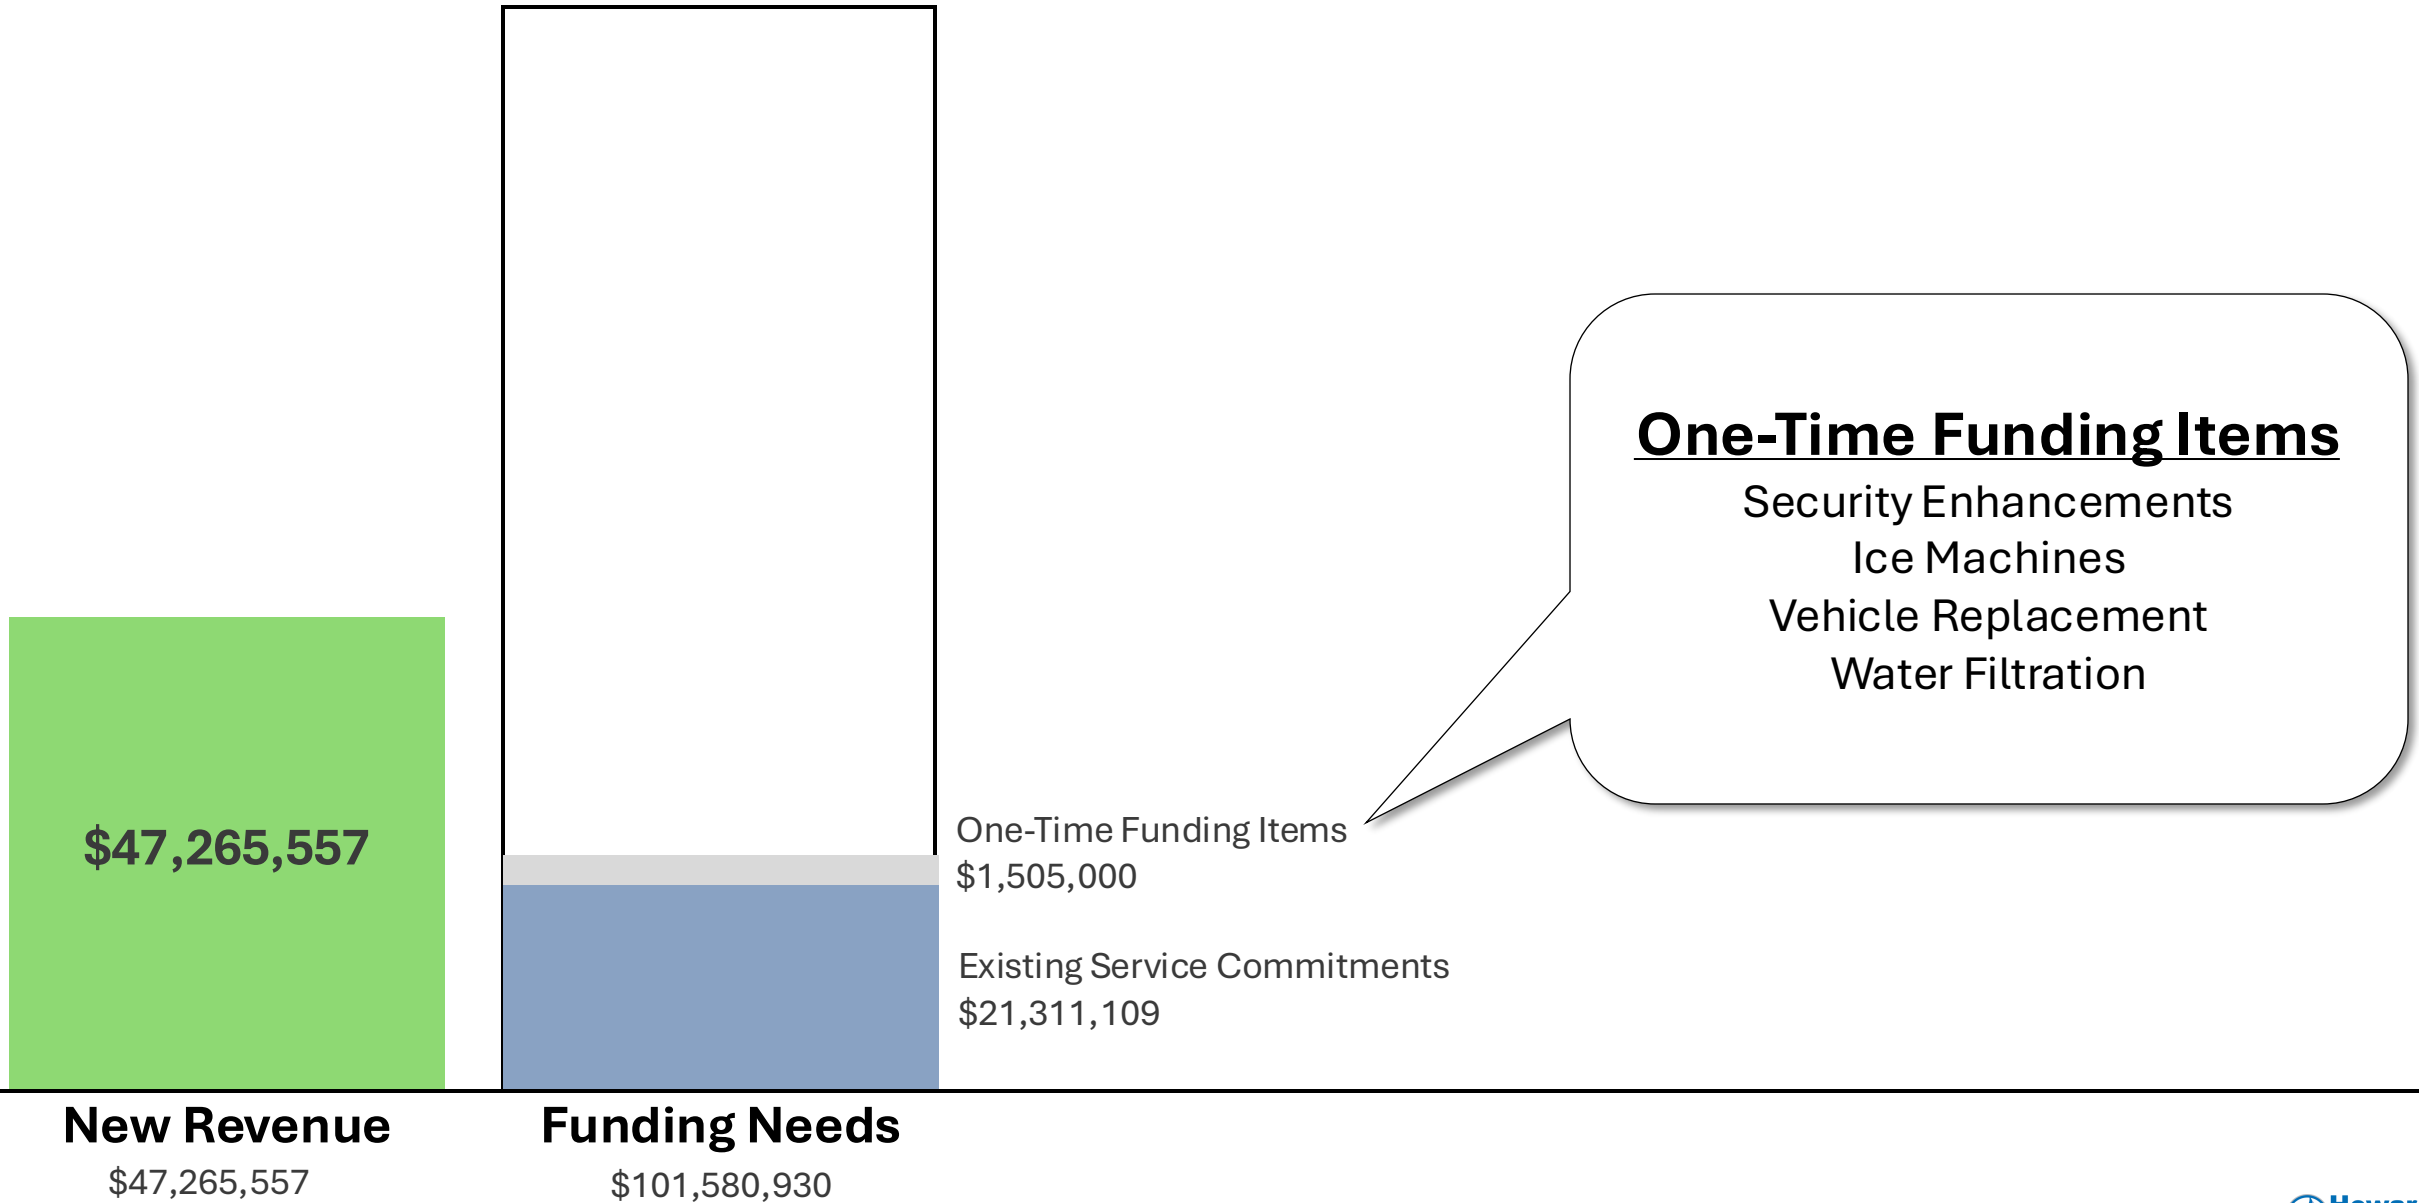 One-Time Funding Items
Security Enhancements
Ice Machines
Vehicle Replacement
Water Filtration
$47,265,557
One-Time Funding Items
$1,505,000
Existing Service Commitments
$21,311,109
New Revenue
$47,265,557
Funding Needs
$101,580,930